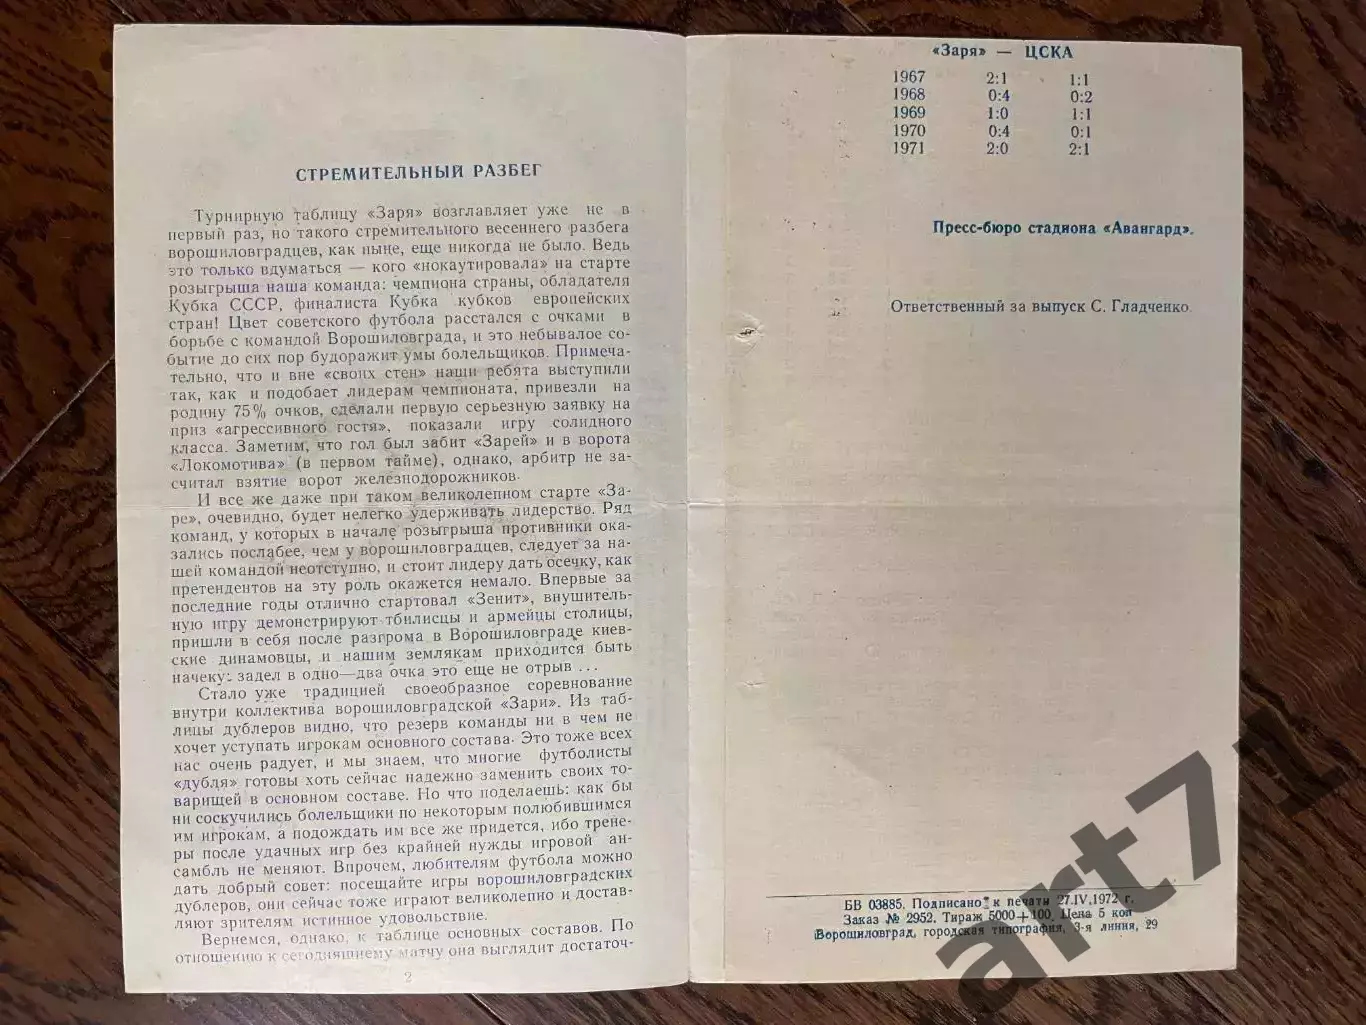 СТРЕМИТЕЛЬНЫЙ РАЗБЕГ
Турнирную таблицу «Заря» возглавляет уже не в
первый раз, но такого стремительного весеннего разбега
ворошиловградцев, как ныне, еще никогда не было. Ведь
это только вдуматься — кого «нокаутировала» на старте
розыгрыша наша команда: чемпиона страны, обладателя
Кубка СССР, финалиста Кубка кубков европейских
стран! Цвет советского футбола расстался с очками в
борьбе с командой Ворошиловграда, и это небывалое со-
бытие до сих пор будоражит умы болельщиков. Примеча-
тельно, что и вне «своих стен» наши ребята выступили
так, как и подобает лидерам чемпионата, привезли на
родину 75% очков, сделали первую серьезную заявку на
приз «агрессивного гостя», показали игру солидного
класса. Заметим, что гол был забит «Зарей» и в ворота
«Локомотива» (в первом тайме), однако, арбитр не за-
считал взятие ворот железнодорожников.
И все же даже при таком великолепном старте «За-
ре», очевидно, будет нелегко удерживать лидерство. Ряд
команд, у которых в начале розыгрыша противники ока-
зались послабее, чем у ворошиловградцев, следует за на-
шей командой неотступно, и стоит лидеру дать осечку, как
претендентов на эту роль окажется немало. Впервые за
последние годы отлично стартовал «Зенит», внушитель-
ную игру демонстрируют тбилисцы и армейцы столицы,
пришли в себя после разгрома в Ворошиловграде киев-
ские динамовцы, и нашим землякам приходится быть
начеку: задел в одно—два очка это еще не отрыв ...
Стало уже традицией своеобразное соревнование
внутри коллектива ворошиловградской «Зари». Из таб-
лицы дублеров видно, что резерв команды ни в чем не
хочет уступать игрокам основного состава. Это тоже всех
нас очень радует, и мы знаем, что многие футболисты
«дубля» готовы хоть сейчас надежно заменить своих то-
варищей в основном составе. Но что поделаешь: как бы
ни соскучились болельщики по некоторым полюбившимся
им игрокам, а подождать им все же придется, ибо трене-
ры после удачных игр без крайней нужды игровой ан-
самбль не меняют. Впрочем, любителям футбола можно
дать добрый совет: посещайте игры ворошиловградских
дублеров, они сейчас тоже играют великолепно и достав-
ляют зрителям истинное удовольствие.
Вернемся, однако, к таблице основных составов. По
отношению к сегодняшнему матчу она выглядит достаточ-
2
«Заря» — ЦСКА
1967 2:1 1:1
1968 0:4 0:2
1969 1:0 1:1
1970 0:4 0:1
1971 2:0 2:1
Пресс-бюро стадиона «Авангард».
Ответственный за выпуск С. Гладченко.
БВ 03885. Подписано к печати 27.IV.1972 г.
Заказ № 2952. Тираж 5000+100. Цена 5 коп
Ворошиловград, городская типография, 3-я линия, 29
art71